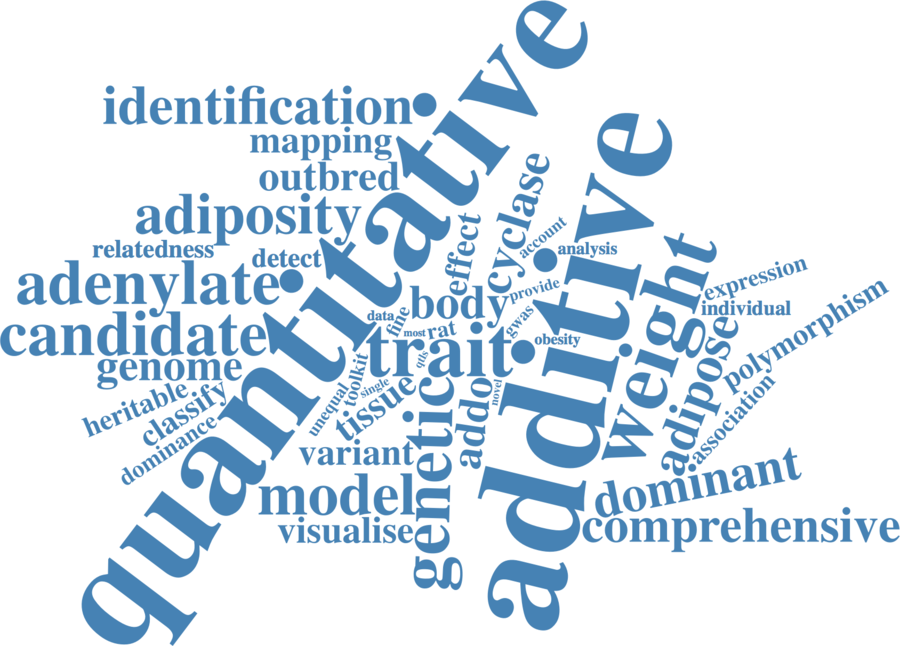 quantitative
additive
identification
mapping
outbred
adiposity
relatedness
detect
adenylate
candidate
genome
heritable
classify
dominance
effect
cyclase
account
analysis
provide
body
data
fine
most
rat
gwas
trait
obesity
qtls
single
toolkit
unequal
tissue
novel
variant
addo
genetic
model
visualise
weight
expression
individual
adipose
polymorphism
association
dominant
comprehensive